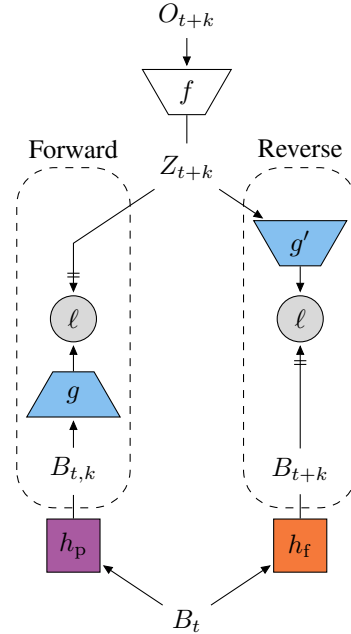 O_{t+k}
f
Forward Reverse
Z_{t+k}
g′
ℓ ℓ
g
B_{t,k} B_{t+k}
h_p h_f
B_t